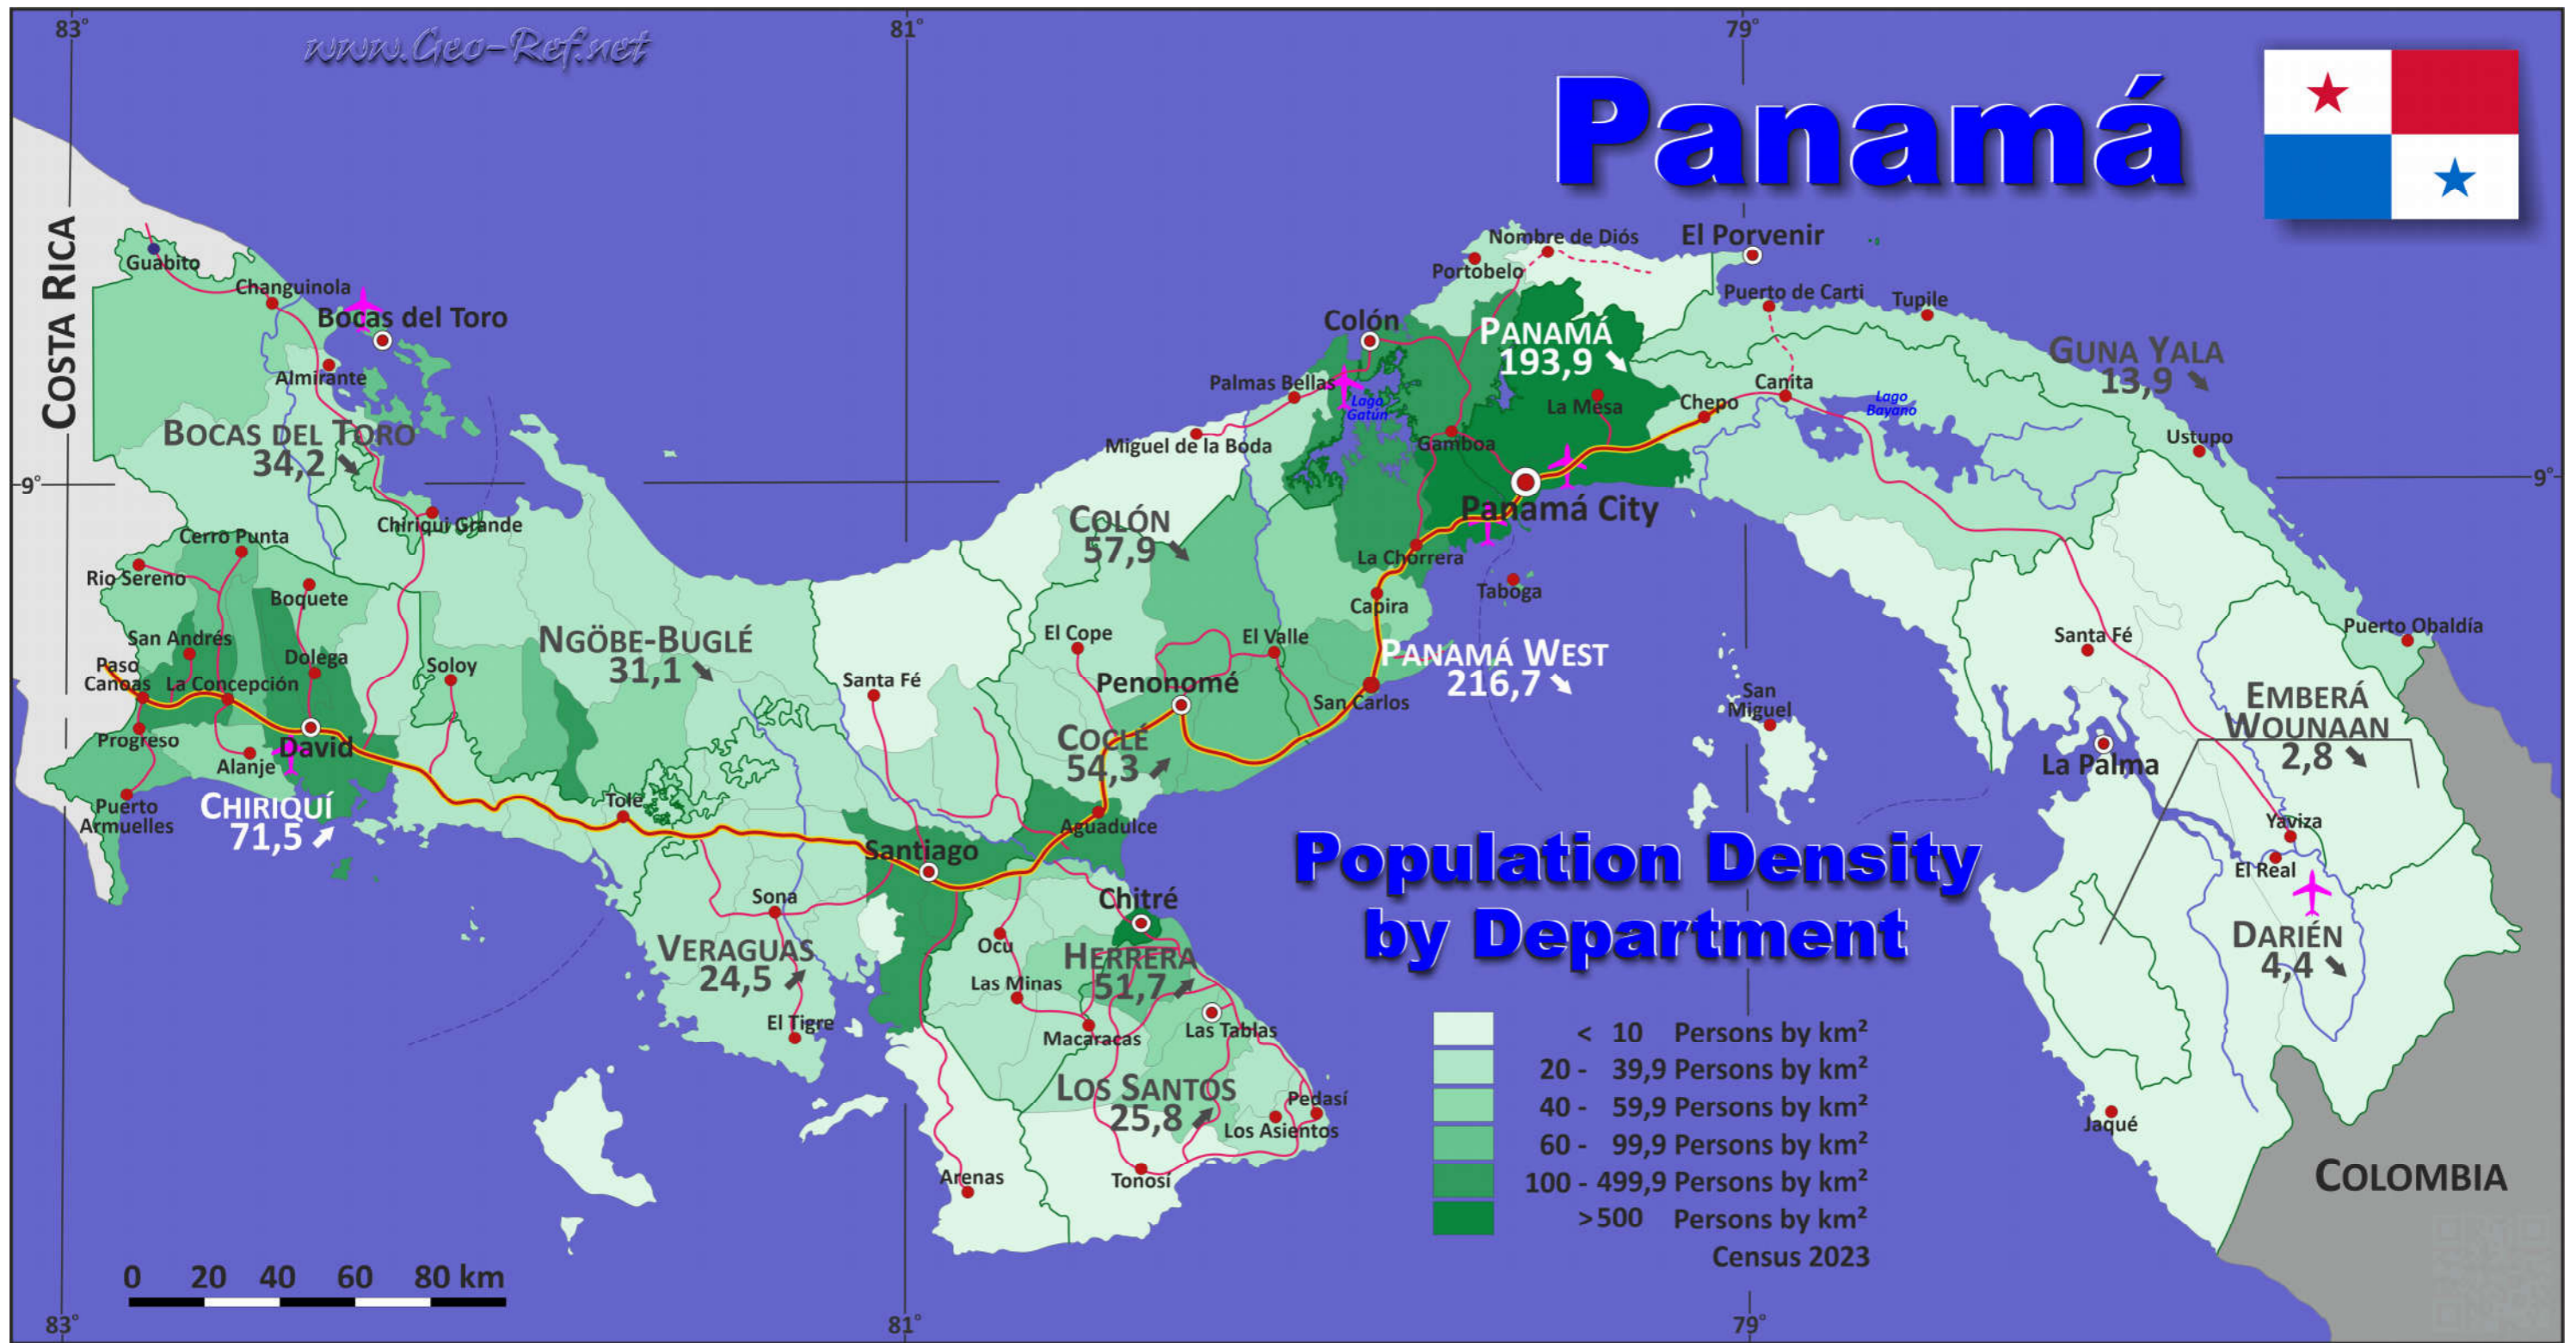 83°
81°
79°
www.Geo-Ref.net
Panamá
COSTA RICA
Guabito
Changuinola
Bocas del Toro
Almirante
BOCAS DEL TORO
34,2
9°
Chiriqui Grande
Cerro Punta
Rio Sereno
Boquete
San Andrés
Paso
Canoas
La Concepción
Dolega
Soloy
Progreso
David
Alanje
Puerto
Armuelles
CHIRIQUÍ
71,5
NGÖBE-BUGLÉ
31,1
Tole
Santa Fé
Santiago
Sona
VERAGUAS
24,5
El Tigre
Arenas
Nombre de Diós
El Porvenir
Portobelo
Colón
Puerto de Carti
Tupile
PANAMÁ
193,9
GUNA YALA
13,9
Palmas Bellas
Lago
Gatún
La Mesa
Chepo
Canita
Lago
Bayano
Miguel de la Boda
Gamboa
Ustupo
9°
COLÓN
57,9
Panamá City
La Chorrera
Taboga
Capira
El Cope
El Valle
Penonomé
San Carlos
PANAMÁ WEST
216,7
COCLÉ
54,3
Aguadulce
Chitré
Ocu
HERRERA
51,7
Las Minas
Macaracas
Las Tablas
LOS SANTOS
25,8
Pedasí
Los Asientos
Tonosí
San
Miguel
Santa Fé
Puerto Obaldía
EMBERÁ
WOUNAAN
2,8
La Palma
Yaviza
El Real
DARIÉN
4,4
Jaqué
COLOMBIA
Population Density
by Department
< 10 Persons by km²
20 - 39,9 Persons by km²
40 - 59,9 Persons by km²
60 - 99,9 Persons by km²
100 - 499,9 Persons by km²
>500 Persons by km²
Census 2023
0 20 40 60 80 km
83°
81°
79°